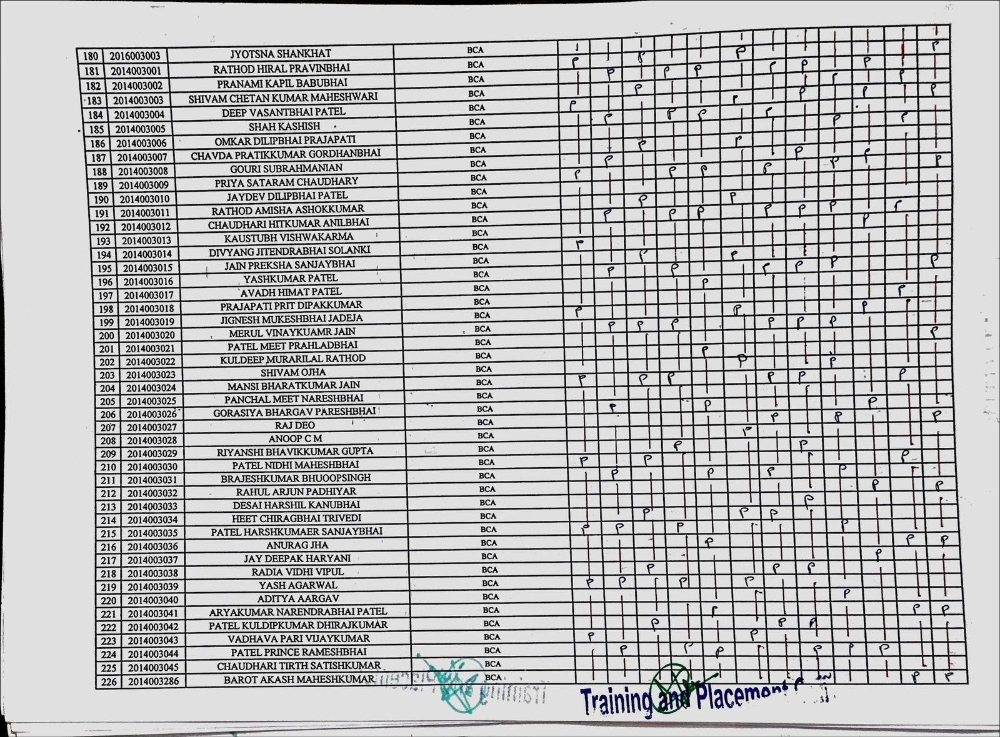 180 2016003003 JYOTSNA SHANKHAT BCA
181 2014003001 RATHOD HIRAL PRAVINBHAI BCA
182 2014003002 PRANAMI KAPIL BABUBHAI BCA
183 2014003003 SHIVAM CHETAN KUMAR MAHESHWARI BCA
184 2014003004 DEEP VASANTBHAI PATEL BCA
185 2014003005 SHAH KASHISH BCA
186 2014003006 OMKAR DILIPBHAI PRAJAPATI BCA
187 2014003007 CHAVDA PRATIKKUMAR GORDHANBHAI BCA
188 2014003008 GOURI SUBRAHMANIAN BCA
189 2014003009 PRIYA SATARAM CHAUDHARY BCA
190 2014003010 JAYDEV DILIPBHAI PATEL BCA
191 2014003011 RATHOD AMISHA ASHOKKUMAR BCA
192 2014003012 CHAUDHARI HITKUMAR ANILBHAI BCA
193 2014003013 KAUSTUBH VISHWAKARMA BCA
194 2014003014 DIVYANG JITENDRABHAI SOLANKI BCA
195 2014003015 JAIN PREKSHA SANJAYBHAI BCA
196 2014003016 YASHKUMAR PATEL BCA
197 2014003017 AVADH HIMAT PATEL BCA
198 2014003018 PRAJAPATI PRIT DIPAKKUMAR BCA
199 2014003019 JIGNESH MUKESHBHAI JADEJA BCA
200 2014003020 MERUL VINAYKUAMR JAIN BCA
201 2014003021 PATEL MEET PRAHLADBHAI BCA
202 2014003022 KULDEEP MURARILAL RATHOD BCA
203 2014003023 SHIVAM OJHA BCA
204 2014003024 MANSI BHARATKUMAR JAIN BCA
205 2014003025 PANCHAL MEET NARESHBHAI BCA
206 2014003026 GORASIYA BHARGAV PARESHBHAI BCA
207 2014003027 RAJ DEO BCA
208 2014003028 ANOOP C M BCA
209 2014003029 RIYANSHI BHAVIKKUMAR GUPTA BCA
210 2014003030 PATEL NIDHI MAHESHBHAI BCA
211 2014003031 BRAJESHKUMAR BHUOOPSINGH BCA
212 2014003032 RAHUL ARJUN PADHIYAR BCA
213 2014003033 DESAI HARSHIL KANUBHAI BCA
214 2014003034 HEET CHIRAGBHAI TRIVEDI BCA
215 2014003035 PATEL HARSHKUMAER SANJAYBHAI BCA
216 2014003036 ANURAG JHA BCA
217 2014003037 JAY DEEPAK HARYANI BCA
218 2014003038 RADIA VIDHI VIPUL BCA
219 2014003039 YASH AGARWAL BCA
220 2014003040 ADITYA AARGAV BCA
221 2014003041 ARYAKUMAR NARENDRABHAI PATEL BCA
222 2014003042 PATEL KULDIPKUMAR DHIRAJKUMAR BCA
223 2014003043 VADHAVA PARI VIJAYKUMAR BCA
224 2014003044 PATEL PRINCE RAMESHBHAI BCA
225 2014003045 CHAUDHARI TIRTH SATISHKUMAR BCA
226 2014003286 BAROT AKASH MAHESHKUMAR BCA
Training and Placement